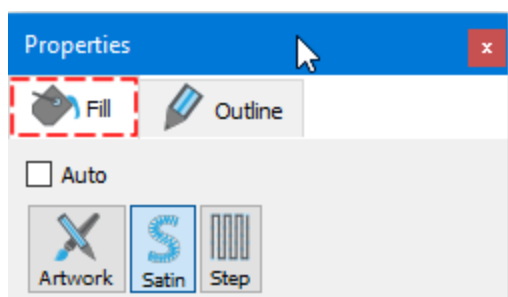 Properties x
Fill Outline
Auto
Artwork Satin Step